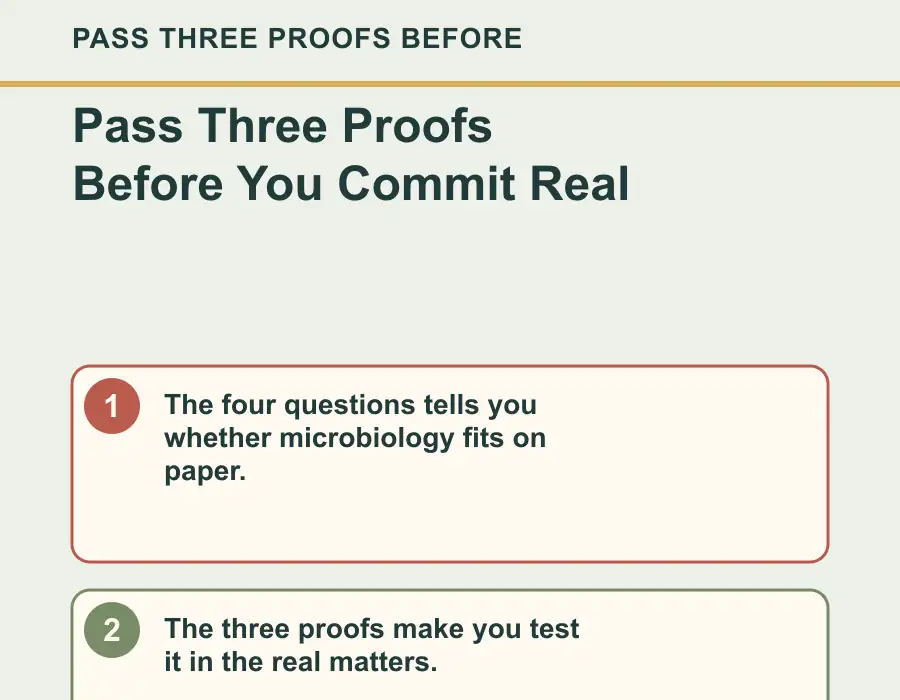 PASS THREE PROOFS BEFORE
Pass Three Proofs
Before You Commit Real
1
The four questions tells you
whether microbiology fits on
paper.
2
The three proofs make you test
it in the real matters.